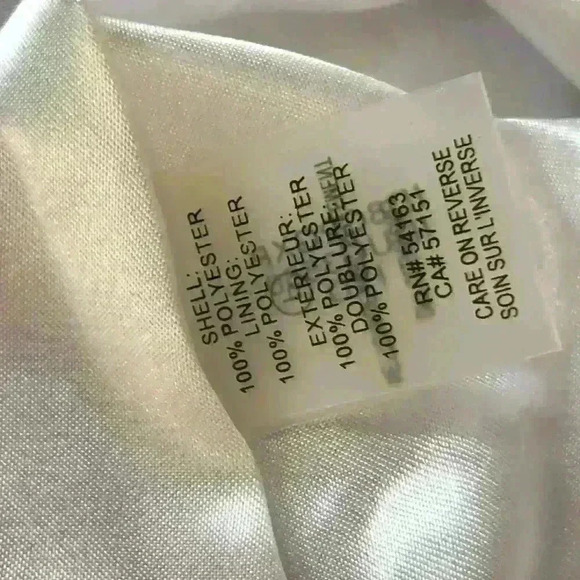 SHELL:
100% POLYESTER
LINING:
100% POLYESTER
EXTERIEUR:
100% POLYESTER
DOUBLURE:
100% POLYESTER
RN# 54163
CA# 57151
CARE ON REVERSE
SOIN SUR L'INVERSE